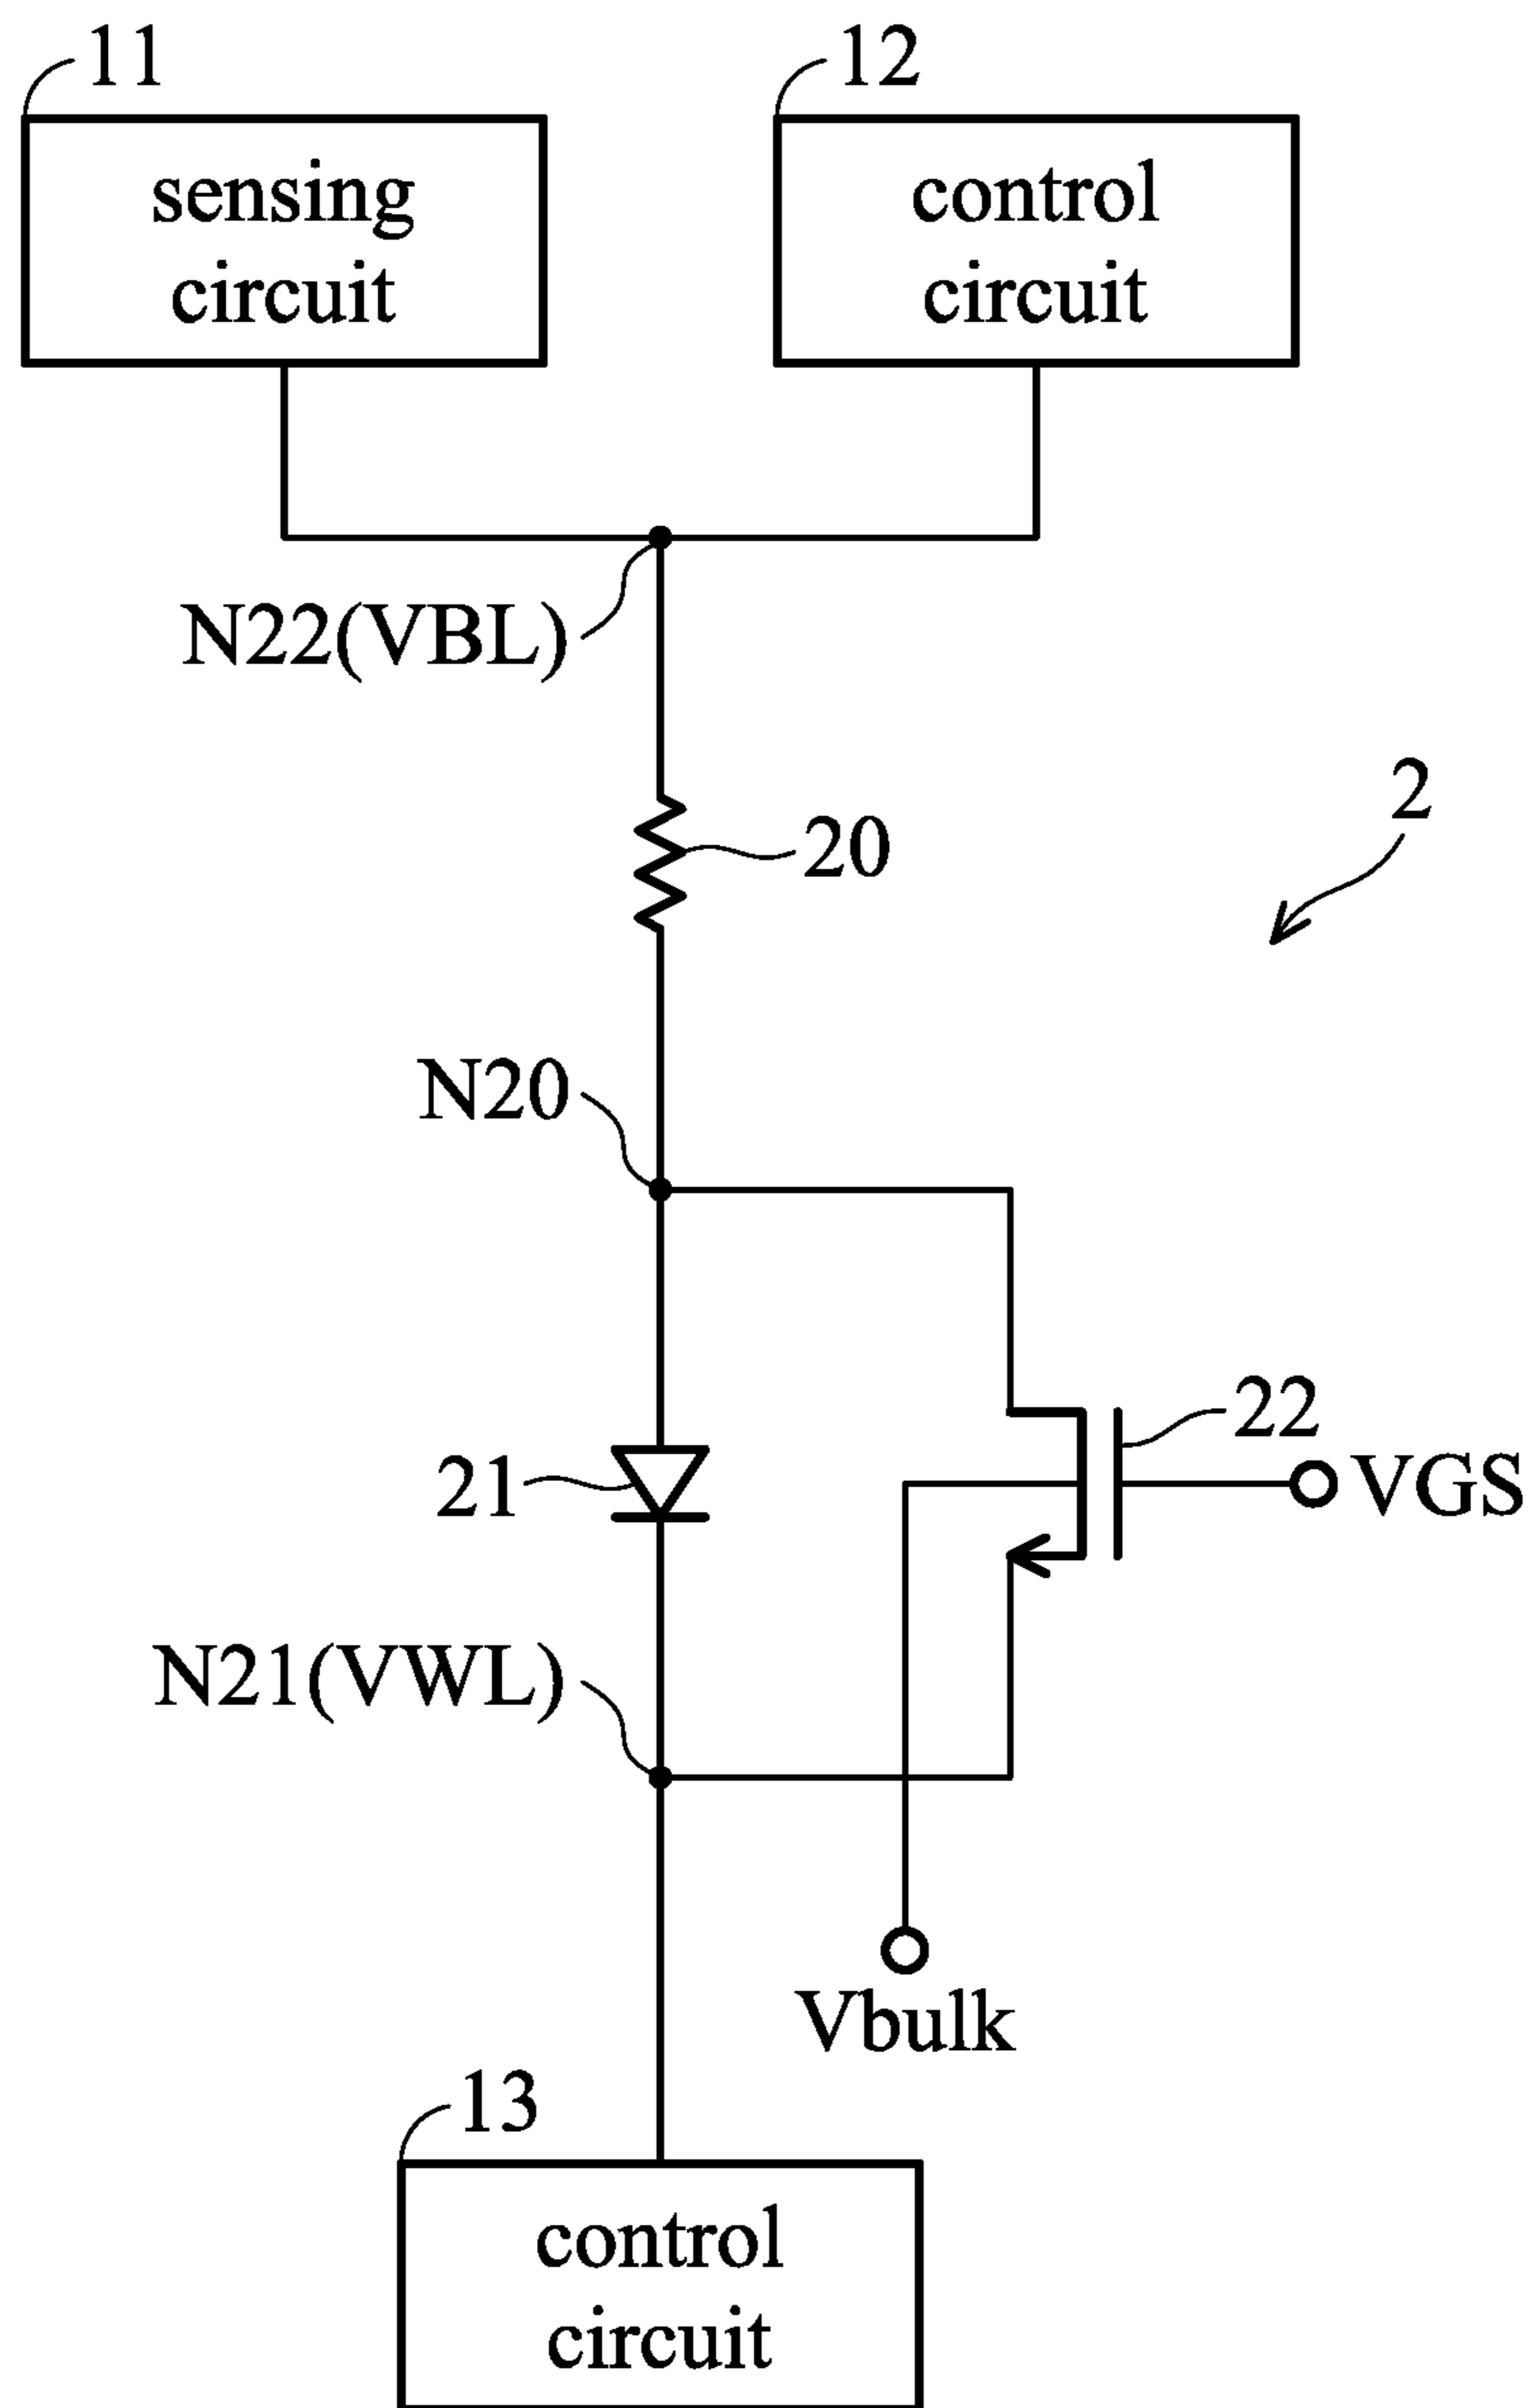 11
12
sensing
circuit
control
circuit
N22(VBL)
2
20
N20
22
21
VGS
N21(VWL)
Vbulk
13
control
circuit